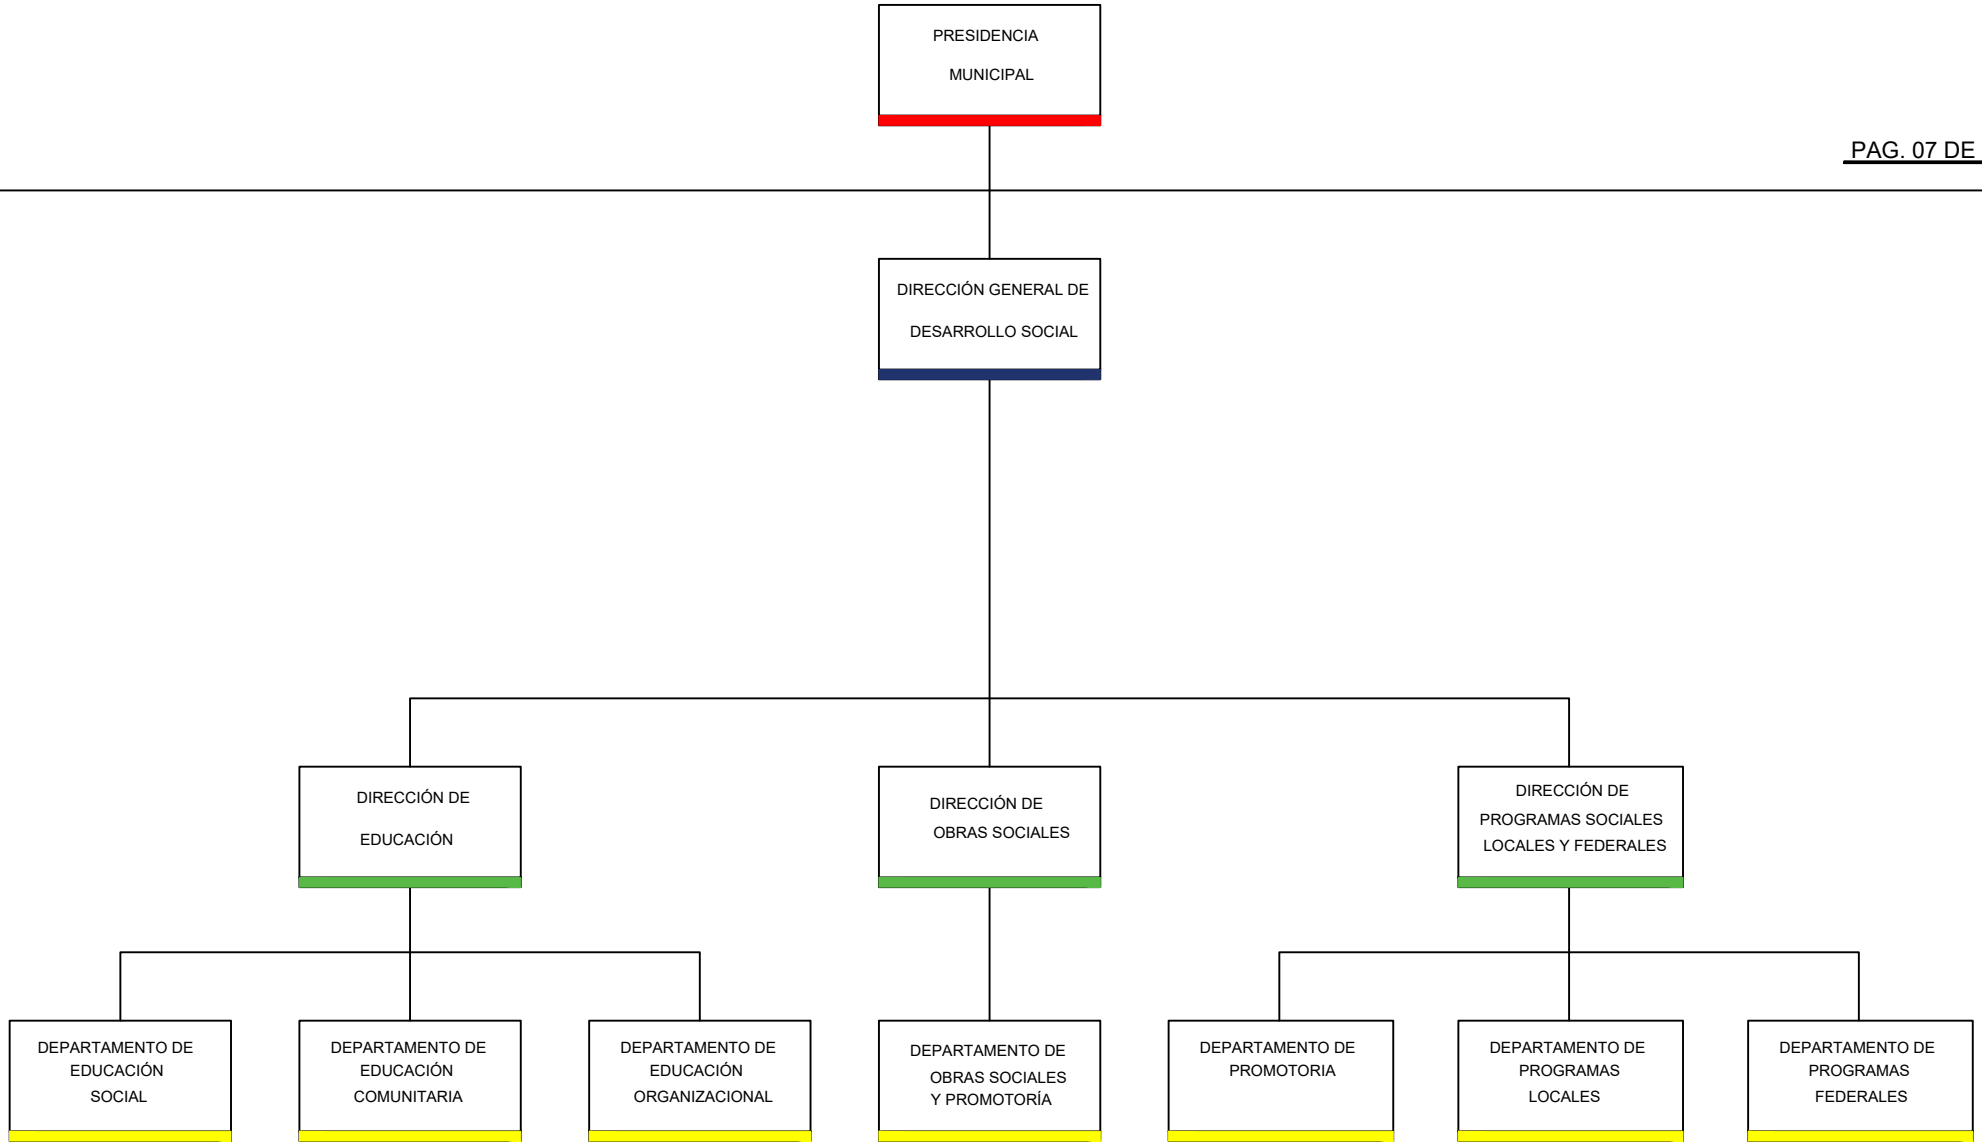 PRESIDENCIA
MUNICIPAL
PAG. 07 DE
DIRECCIÓN GENERAL DE
DESARROLLO SOCIAL
DIRECCIÓN DE
EDUCACIÓN
DIRECCIÓN DE
OBRAS SOCIALES
DIRECCIÓN DE
PROGRAMAS SOCIALES
LOCALES Y FEDERALES
DEPARTAMENTO DE
EDUCACIÓN
SOCIAL
DEPARTAMENTO DE
EDUCACIÓN
COMUNITARIA
DEPARTAMENTO DE
EDUCACIÓN
ORGANIZACIONAL
DEPARTAMENTO DE
OBRAS SOCIALES
Y PROMOTORÍA
DEPARTAMENTO DE
PROMOTORIA
DEPARTAMENTO DE
PROGRAMAS
LOCALES
DEPARTAMENTO DE
PROGRAMAS
FEDERALES